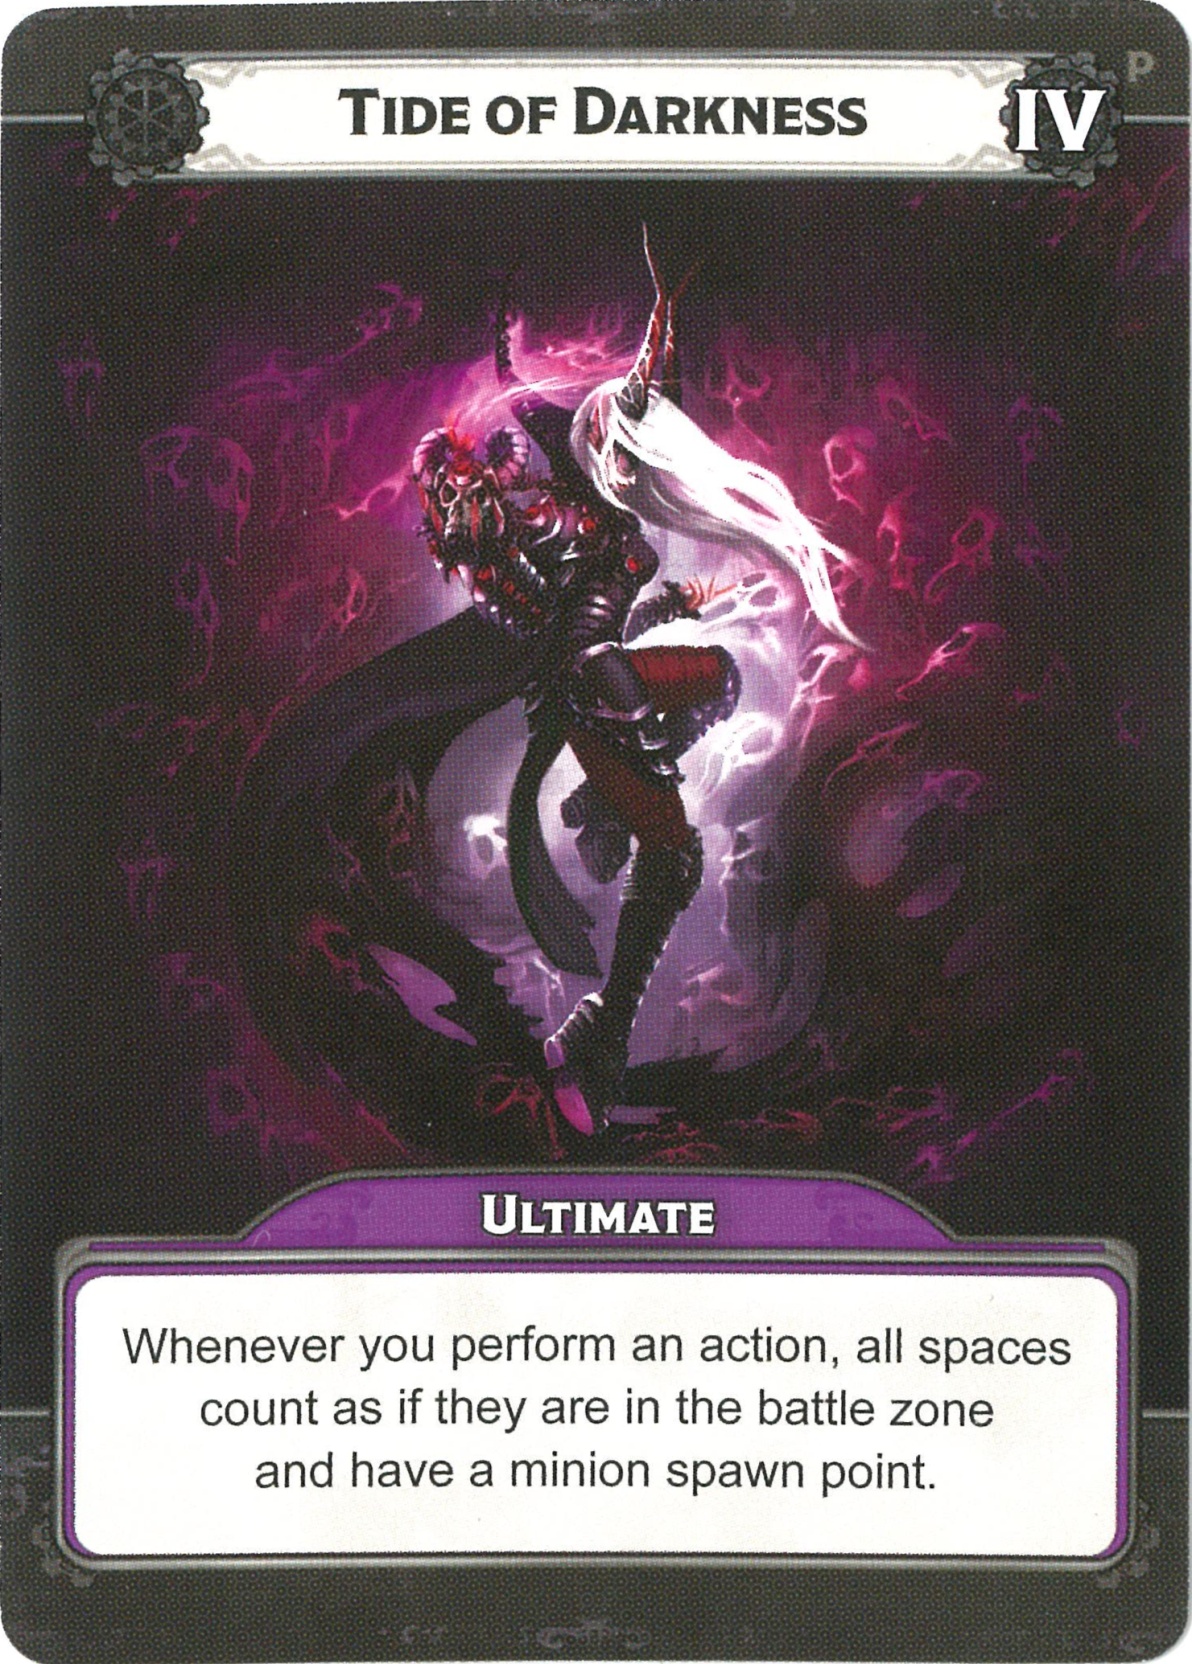 P
TIDE OF DARKNESS
IV
ULTIMATE
Whenever you perform an action, all spaces
count as if they are in the battle zone
and have a minion spawn point.